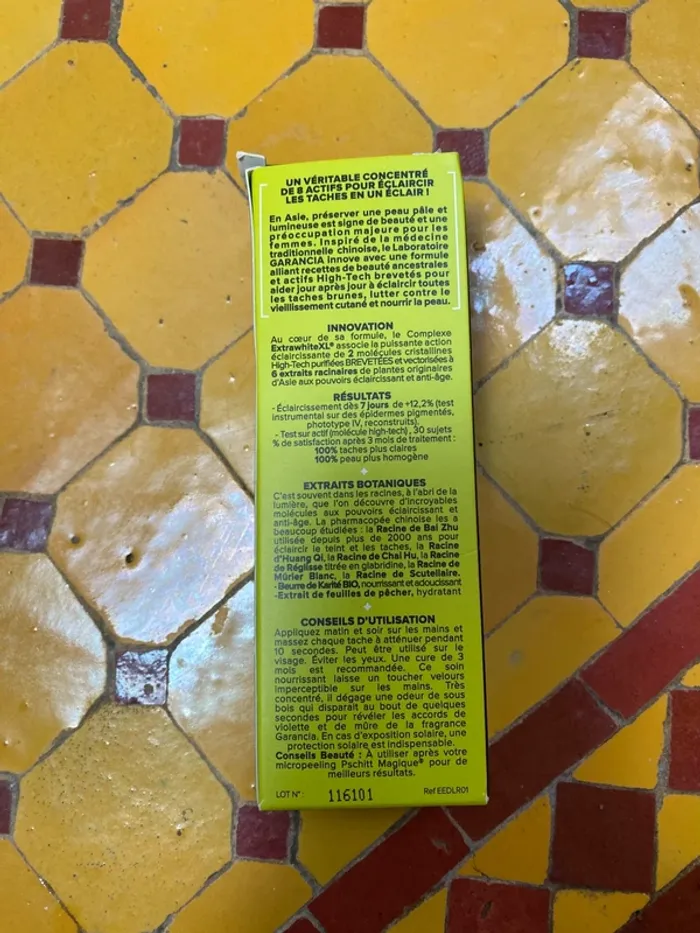 UN VÉRITABLE CONCENTRÉ
DE 8 ACTIFS POUR ÉCLAIRCIR
LES TACHES EN UN ÉCLAIR !
En Asie, préserver une peau pâle et
lumineuse est signe de beauté et une
préoccupation majeure pour les
femmes. Inspiré de la médecine
traditionnelle chinoise, le Laboratoire
GARANCIA innove avec une formule
alliant recettes de beauté ancestrales
et actifs High-Tech brevetés pour
aider jour après jour à éclaircir toutes
les taches brunes, lutter contre le
vieillissement cutané et nourrir la peau.
INNOVATION
Au cœur de sa formule, le Complexe
ExtrawhiteXL® associe la puissante action
éclaircissante de 2 molécules cristallines
High-Tech purifiées BREVETÉES et vectorisées à
6 extraits racinaires de plantes originaires
d'Asie aux pouvoirs éclaircissant et anti-âge.
RÉSULTATS
- Éclaircissement dès 7 jours de +12,2% (test
instrumental sur des épidermes pigmentés,
phototype IV, reconstruits).
- Test sur actif (molécule high-tech), 30 sujets
% de satisfaction après 3 mois de traitement :
100% taches plus claires
100% peau plus homogène
+
EXTRAITS BOTANIQUES
C'est souvent dans les racines, à l'abri de la
lumière, que l'on découvre d'incroyables
molécules aux pouvoirs éclaircissant et
anti-âge. La pharmacopée chinoise les a
beaucoup étudiées : la Racine de Bai Zhu
utilisée depuis plus de 2000 ans pour
éclaircir le teint et les taches, la Racine
d'Huang Qi, la Racine de Chai Hu, la Racine
de Réglisse titrée en glabridine, la Racine de
Mûrier Blanc, la Racine de Scutellaire.
- Beurre de Karité BIO, nourrissant et adoucissant
-Extrait de feuilles de pêcher, hydratant
+
CONSEILS D'UTILISATION
Appliquez matin et soir sur les mains et
massez chaque tache à atténuer pendant
10 secondes. Peut être utilisé sur le
visage. Éviter les yeux. Une cure de 3
mois est recommandée. Ce soin
nourrissant laisse un toucher velours
imperceptible sur les mains. Très
concentré, il dégage une odeur de sous
bois qui disparait au bout de quelques
secondes pour révéler les accords de
violette et de mûre de la fragrance
Garancia. En cas d'exposition solaire, une
protection solaire est indispensable.
Conseils Beauté : À utiliser après votre
micropeeling Pschitt Magique® pour de
meilleurs résultats.
LOT N° : 116101 Ref EEDLR01